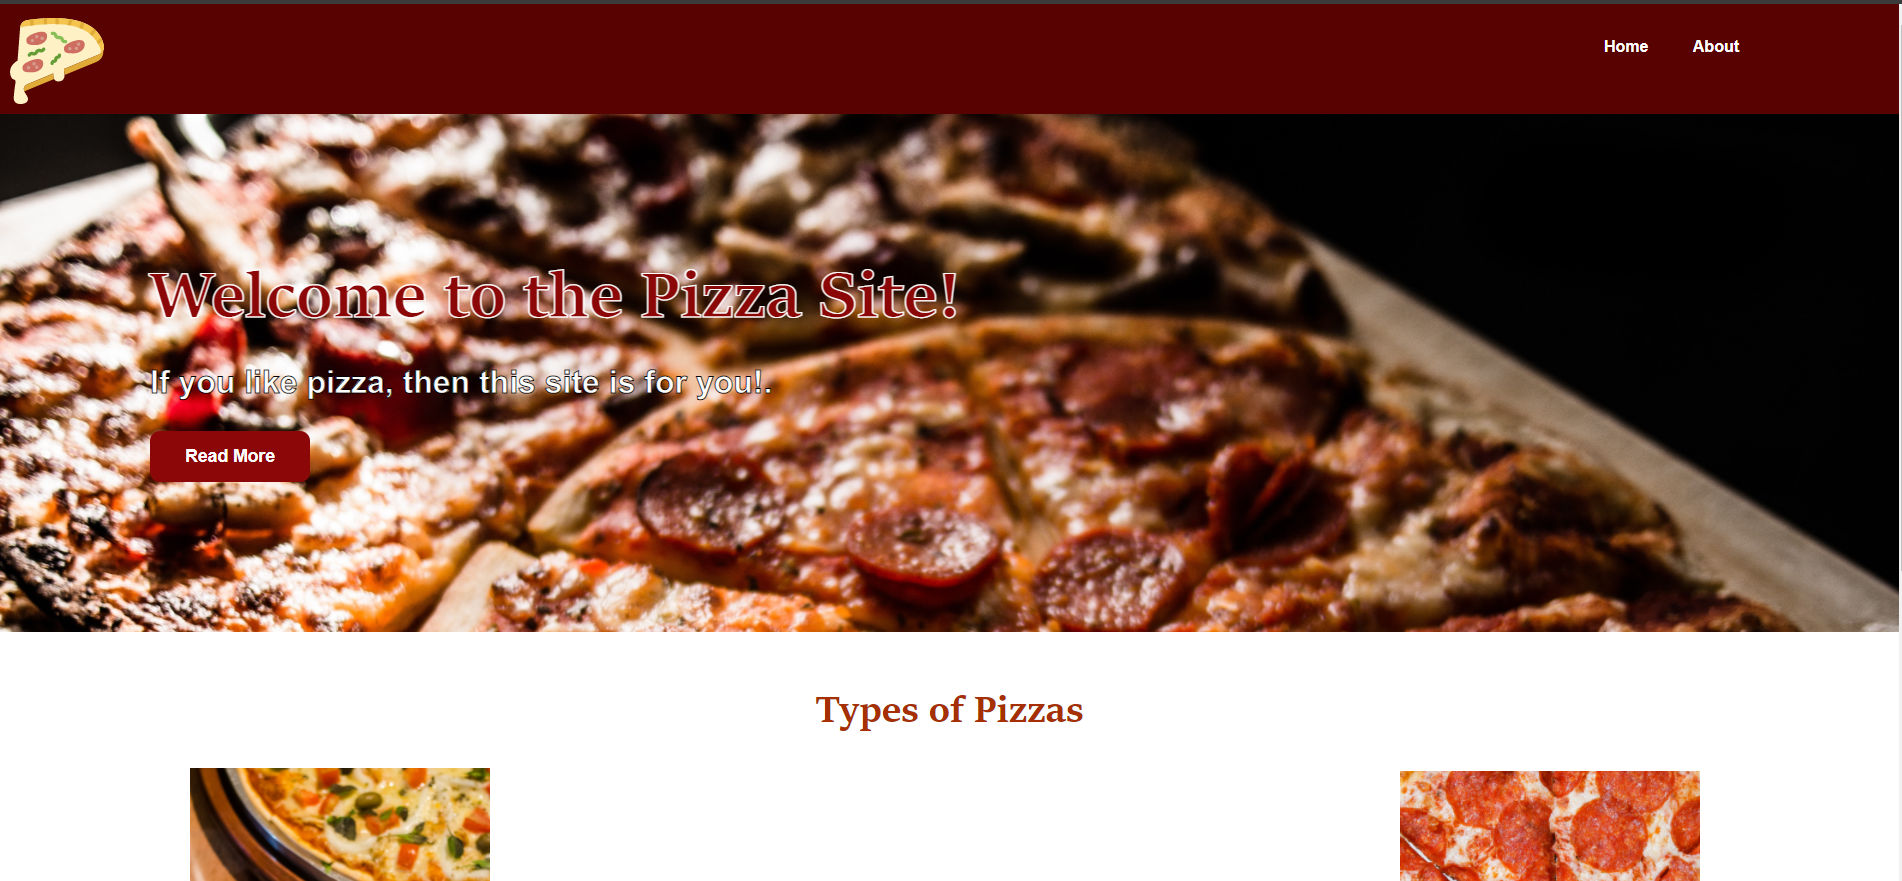 Home About
Welcome to the Pizza Site!
If you like pizza, then this site is for you!.
Read More
Types of Pizzas